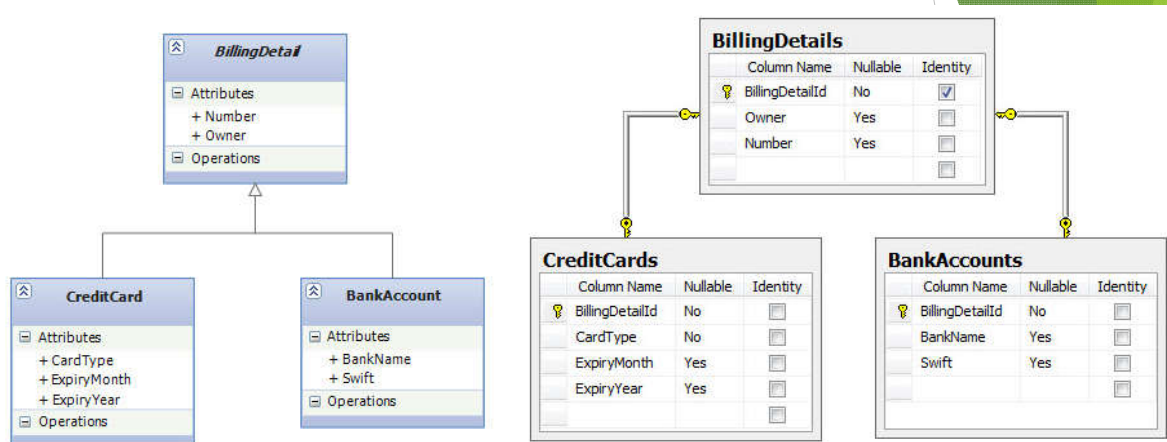 BillingDetail
Attributes
+ Number
+ Owner
Operations
CreditCard
Attributes
+ CardType
+ ExpiryMonth
+ ExpiryYear
Operations
BankAccount
Attributes
+ BankName
+ Swift
Operations
BillingDetails
Column Name Nullable Identity
BillingDetailId No
Owner Yes
Number Yes
CreditCards
Column Name Nullable Identity
BillingDetailId No
CardType No
ExpiryMonth Yes
ExpiryYear Yes
BankAccounts
Column Name Nullable Identity
BillingDetailId No
BankName Yes
Swift Yes